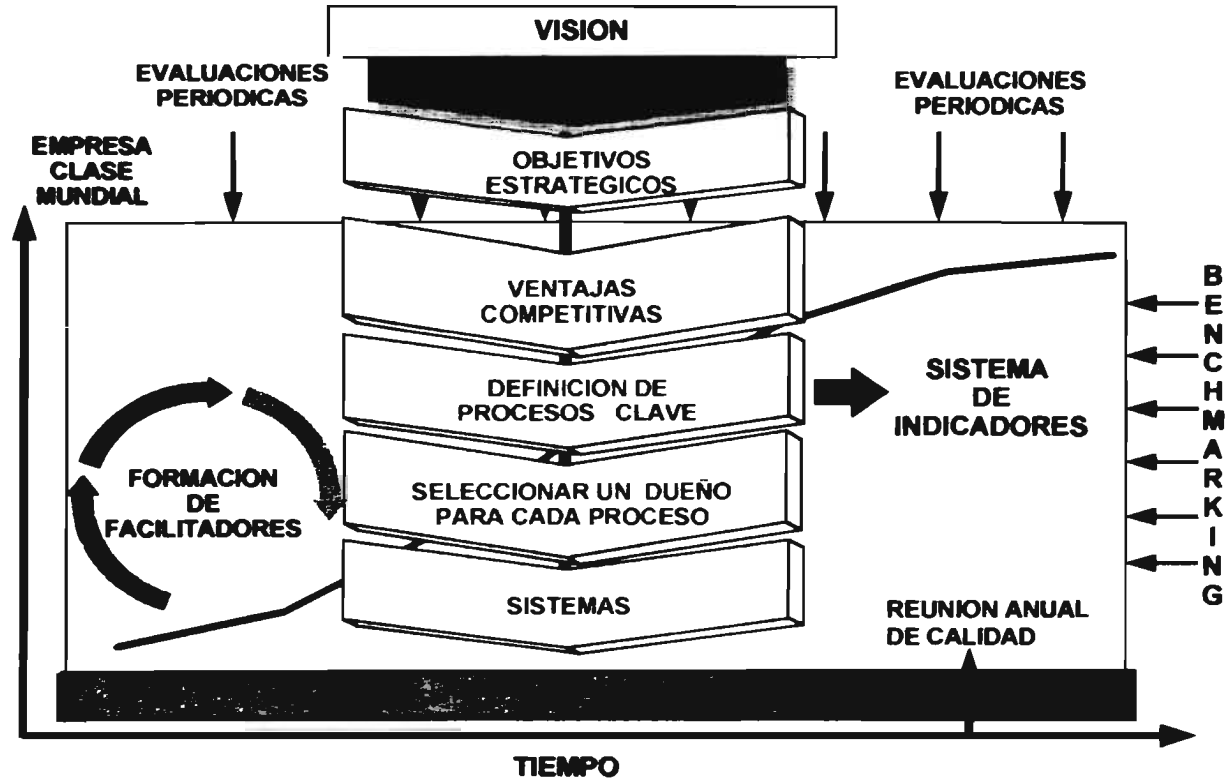 VISION
EVALUACIONES
PERIODICAS
EVALUACIONES
PERIODICAS
EMPRESA
CLASE
MUNDIAL
OBJETIVOS
ESTRATEGICOS
VENTAJAS
COMPETITIVAS
DEFINICION DE
PROCESOS CLAVE
SISTEMA
DE
INDICADORES
BENCHMARKING
FORMACION
DE
FACILITADORES
SELECCIONAR UN DUEÑO
PARA CADA PROCESO
SISTEMAS
REUNION ANUAL
DE CALIDAD
TIEMPO